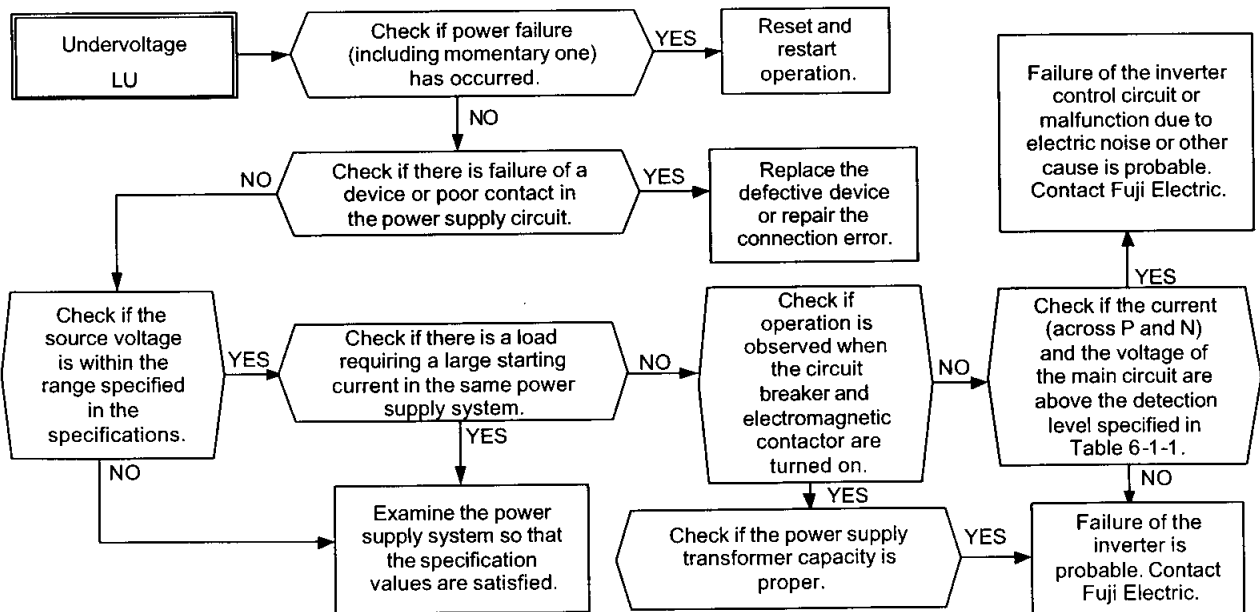 Undervoltage
LU
Check if power failure
(including momentary one)
has occurred.
YES
Reset and
restart
operation.
NO
Check if there is failure of a
device or poor contact in
the power supply circuit.
NO
YES
Replace the
defective device
or repair the
connection error.
Failure of the inverter
control circuit or
malfunction due to
electric noise or other
cause is probable.
Contact Fuji Electric.
YES
Check if the
source voltage
is within the
range specified
in the
specifications.
YES
Check if there is a load
requiring a large starting
current in the same power
supply system.
NO
Check if
operation is
observed when
the circuit
breaker and
electromagnetic
contactor are
turned on.
NO
Check if the current
(across P and N)
and the voltage of
the main circuit are
above the detection
level specified in
Table 6-1-1.
NO
YES
YES
NO
Examine the power
supply system so that
the specification
values are satisfied.
Check if the power supply
transformer capacity is
proper.
YES
Failure of the
inverter is
probable. Contact
Fuji Electric.